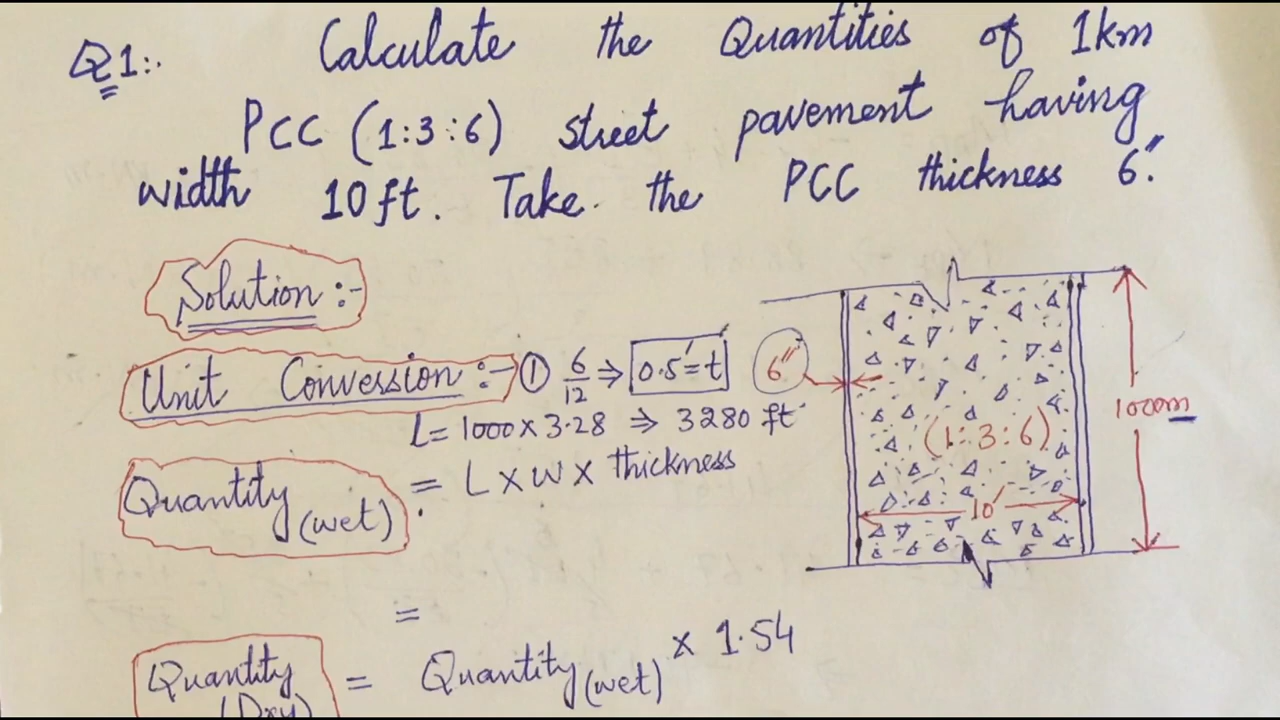 Q1:.
Calculate the Quantities of 1km
PCC (1:3:6) street pavement having
width 10ft. Take the PCC thickness 6".
Solution :-
Unit Conversion :- ① 6/12 ⇒ 0.5'=t
6"
L= 1000 x 3.28 ⇒ 3280 ft
1000m
(1:3:6)
Quantity (wet) = L x W x thickness
10'
=
Quantity (Dry) = Quantity (wet) x 1.54